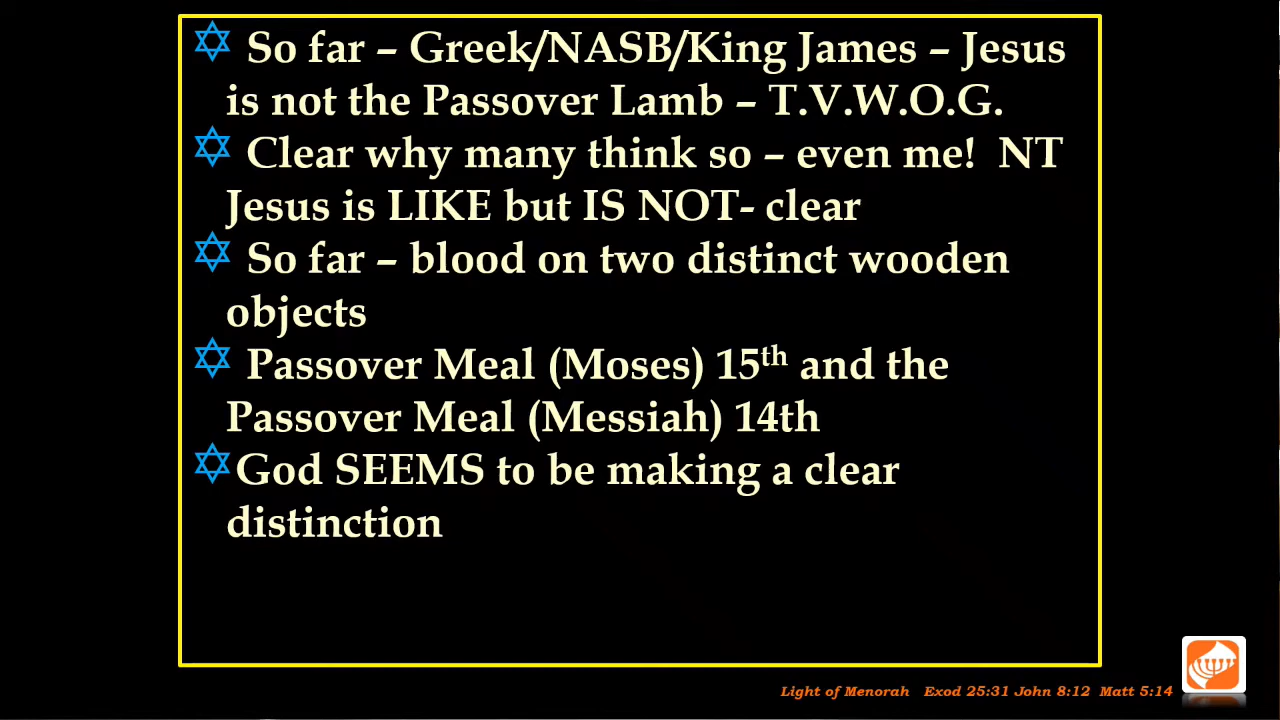 So far – Greek/NASB/King James – Jesus
is not the Passover Lamb – T.V.W.O.G.
Clear why many think so – even me!  NT
Jesus is LIKE but IS NOT- clear
So far – blood on two distinct wooden
objects
Passover Meal (Moses) 15th and the
Passover Meal (Messiah) 14th
God SEEMS to be making a clear
distinction
Light of Menorah   Exod 25:31 John 8:12  Matt 5:14